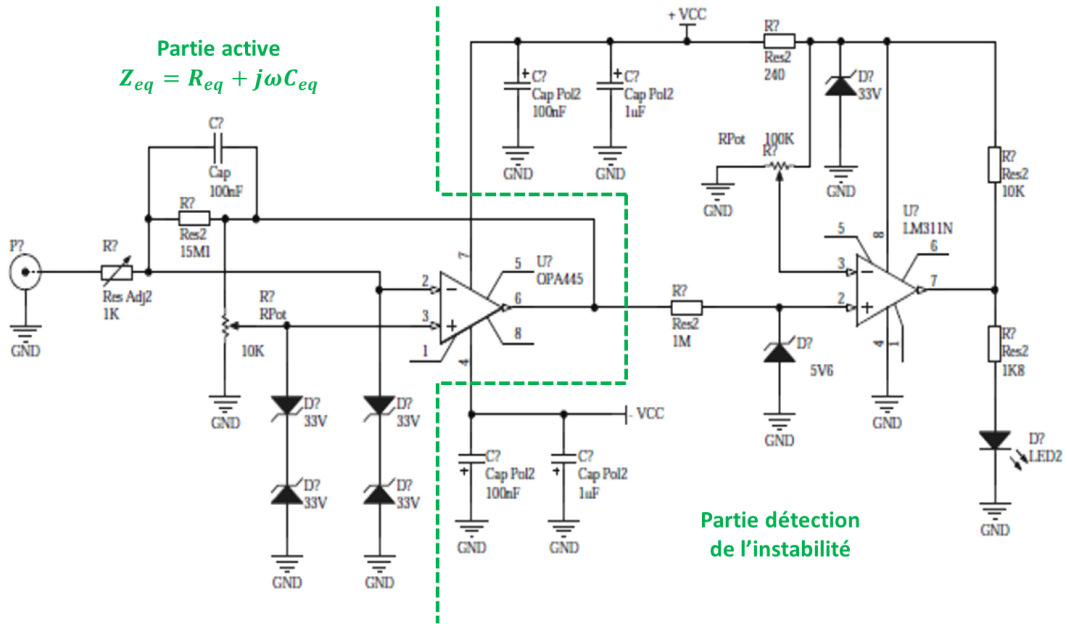 Partie active
Z_eq = R_eq + jωC_eq
+ VCC
R?
Res2
240
C?
+
Cap Pol2
100nF
GND
C?
+
Cap Pol2
1uF
GND
D?
33V
GND
RPot
100K
R?
GND
R?
Res2
10K
C?
Cap
100nF
R?
Res2
15M1
P?
GND
R?
Res Adj2
1K
R?
RPot
10K
GND
7
2
3
1
4
5
6
8
U?
OPA445
U?
LM311N
5
8
6
3
2
7
4
1
GND
R?
Res2
1M
D?
5V6
GND
R?
Res2
1K8
D?
LED2
GND
D?
33V
D?
33V
D?
33V
D?
33V
GND
GND
- VCC
C?
Cap Pol2
+
100nF
GND
C?
Cap Pol2
+
1uF
GND
Partie détection
de l’instabilité